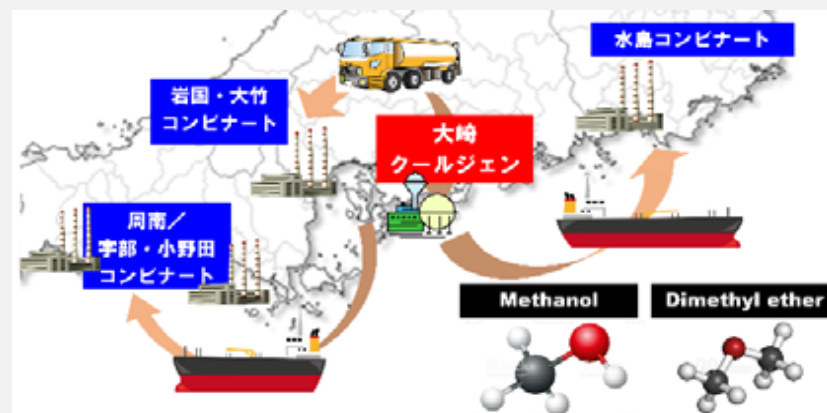 水島コンビナート
岩国・大竹
コンビナート
大崎
クールジェン
周南／
宇部・小野田
コンビナート
Methanol
Dimethyl ether